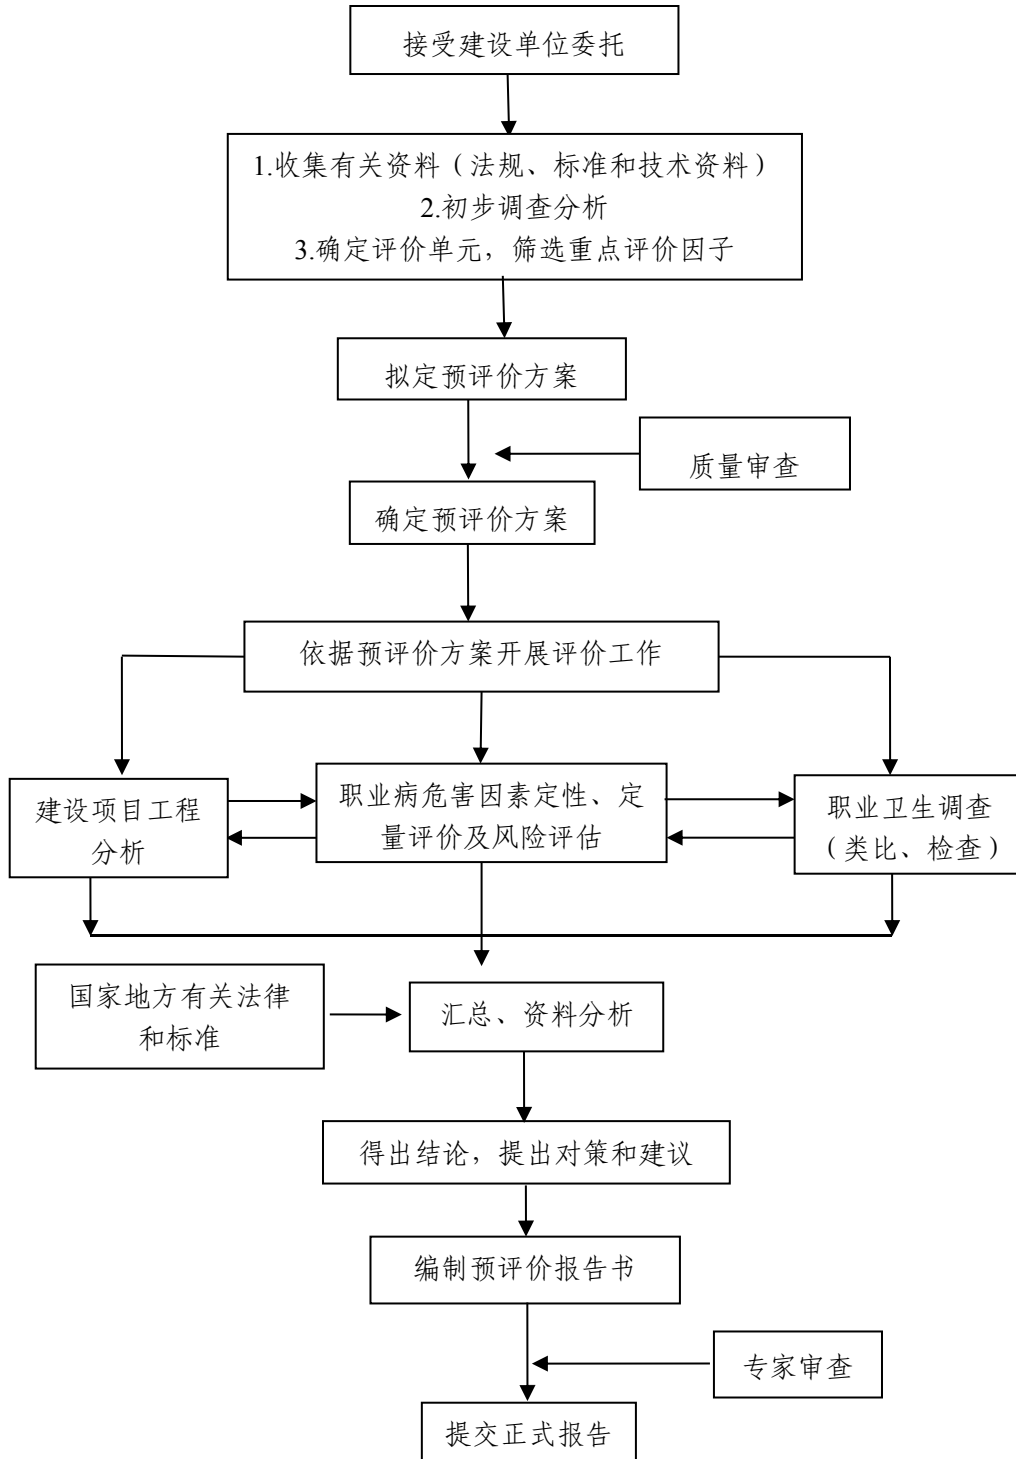 接受建设单位委托
1.收集有关资料（法规、标准和技术资料）
2.初步调查分析
3.确定评价单元，筛选重点评价因子
拟定预评价方案
质量审查
确定预评价方案
依据预评价方案开展评价工作
建设项目工程
分析
职业病危害因素定性、定
量评价及风险评估
职业卫生调查
（类比、检查）
国家地方有关法律
和标准
汇总、资料分析
得出结论，提出对策和建议
编制预评价报告书
专家审查
提交正式报告